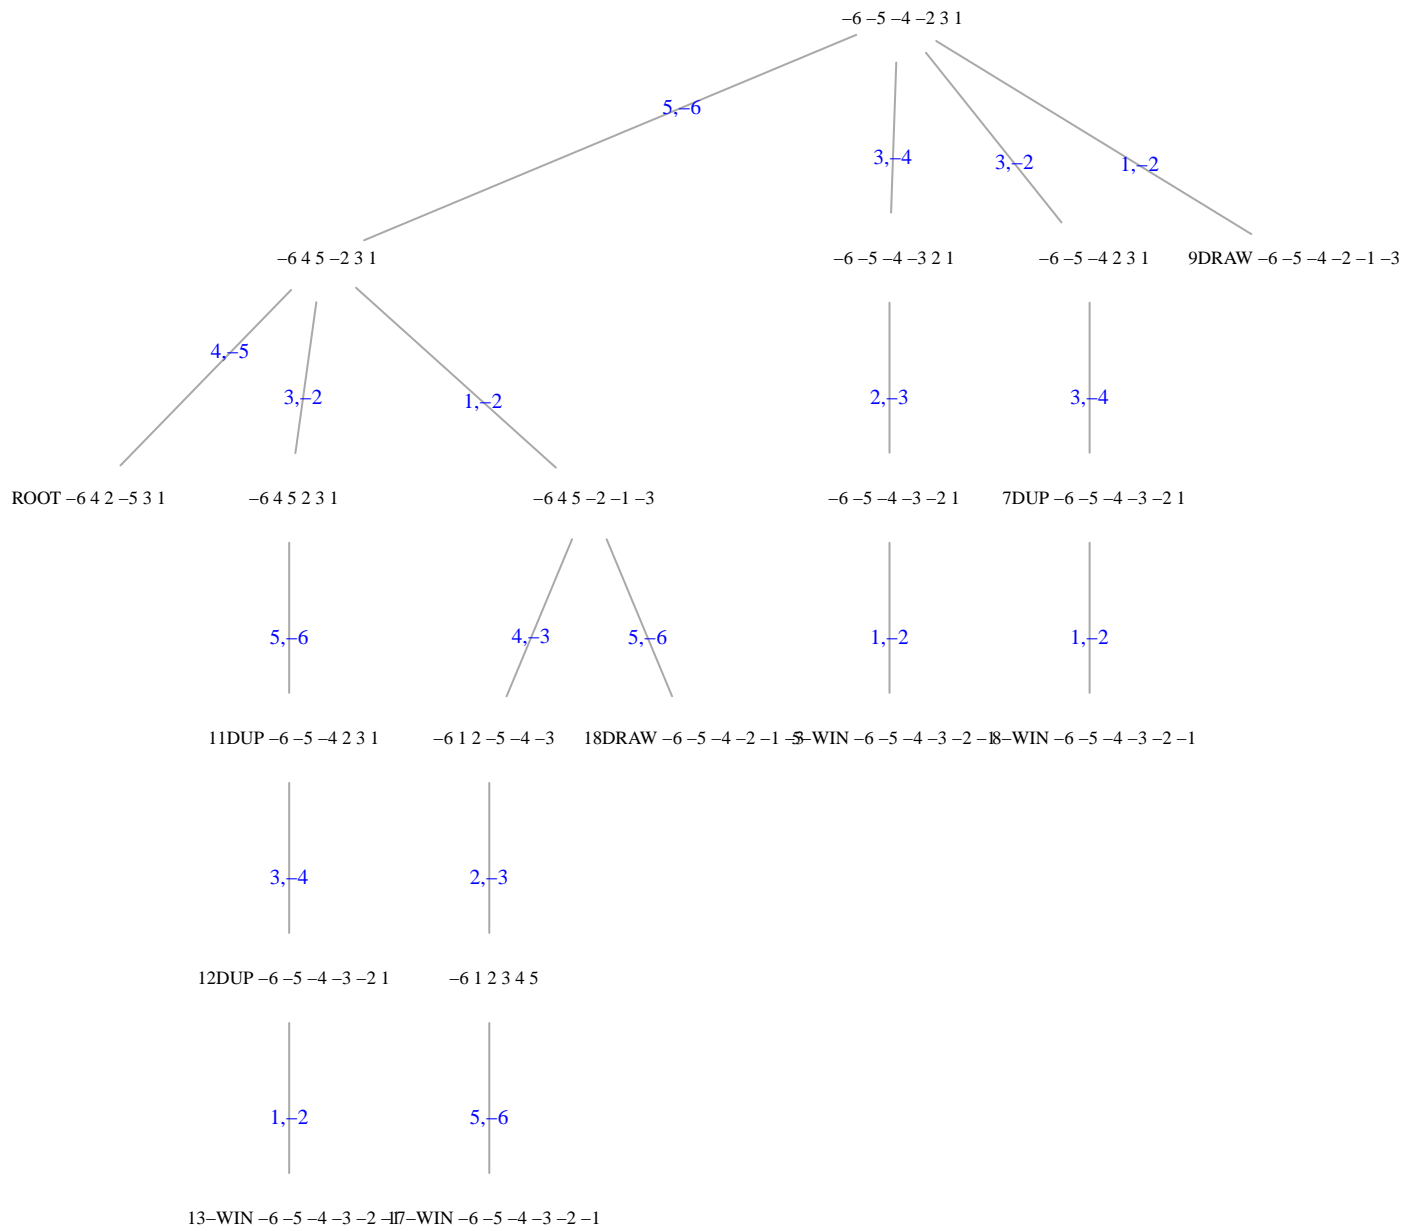 –6 –5 –4 –2 3 1
5,–6
3,–4
3,–2
1,–2
–6 4 5 –2 3 1
–6 –5 –4 –3 2 1
–6 –5 –4 2 3 1
9DRAW –6 –5 –4 –2 –1 –3
4,–5
3,–2
1,–2
2,–3
3,–4
ROOT –6 4 2 –5 3 1
–6 4 5 2 3 1
–6 4 5 –2 –1 –3
–6 –5 –4 –3 –2 1
7DUP –6 –5 –4 –3 –2 1
5,–6
4,–3
5,–6
1,–2
1,–2
11DUP –6 –5 –4 2 3 1
–6 1 2 –5 –4 –3
18DRAW –6 –5 –4 –2 –1 –3
5–WIN –6 –5 –4 –3 –2 –1
8–WIN –6 –5 –4 –3 –2 –1
3,–4
2,–3
12DUP –6 –5 –4 –3 –2 1
–6 1 2 3 4 5
1,–2
5,–6
13–WIN –6 –5 –4 –3 –2 –1
17–WIN –6 –5 –4 –3 –2 –1